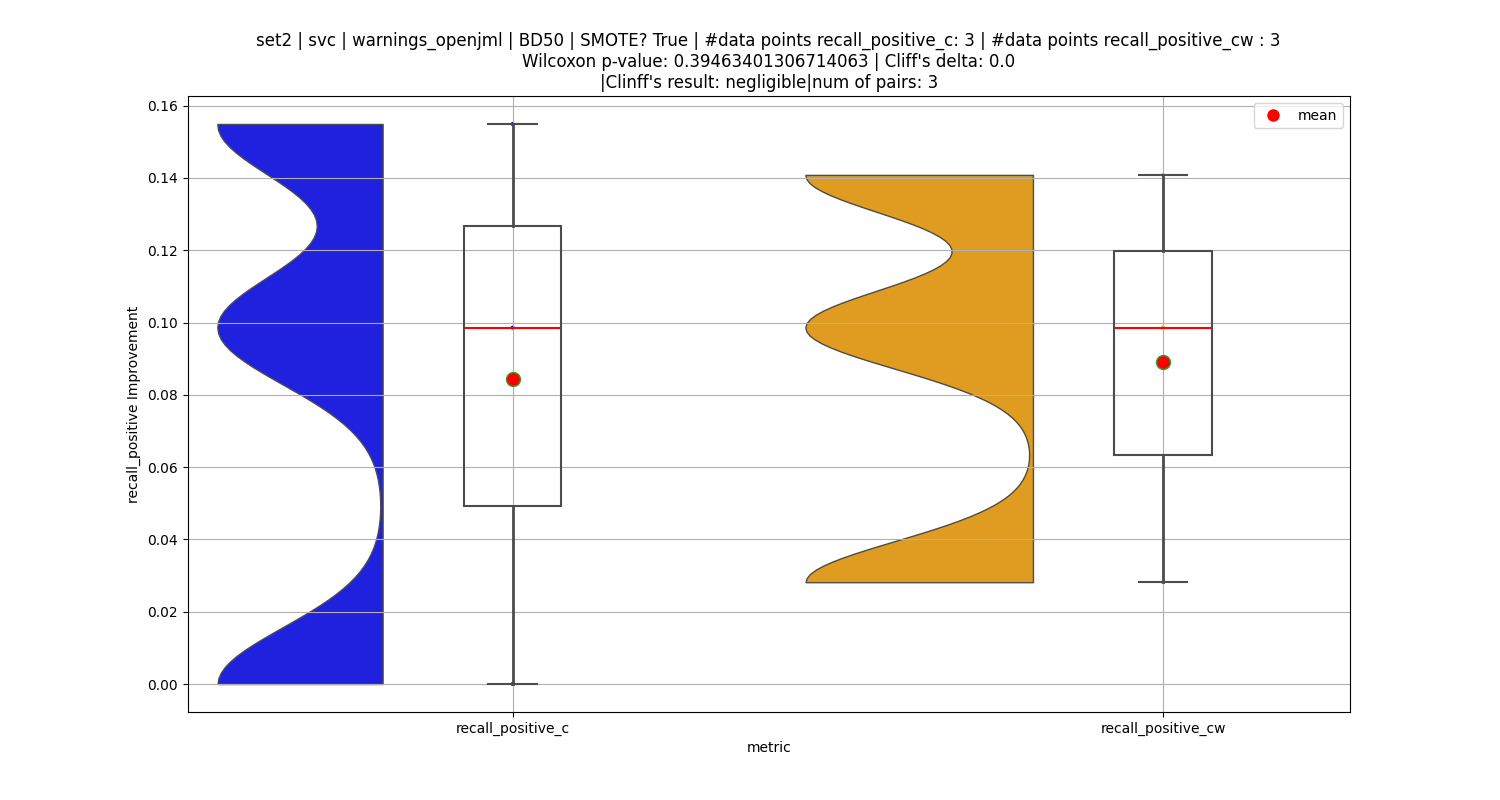 set2 | svc | warnings_openjml | BD50 | SMOTE? True | #data points recall_positive_c: 3 | #data points recall_positive_cw : 3
Wilcoxon p-value: 0.39463401306714063 | Cliff's delta: 0.0
|Clinff's result: negligible|num of pairs: 3
mean
0.16
0.14
0.12
0.10
0.08
0.06
0.04
0.02
0.00
recall_positive Improvement
recall_positive_c
recall_positive_cw
metric